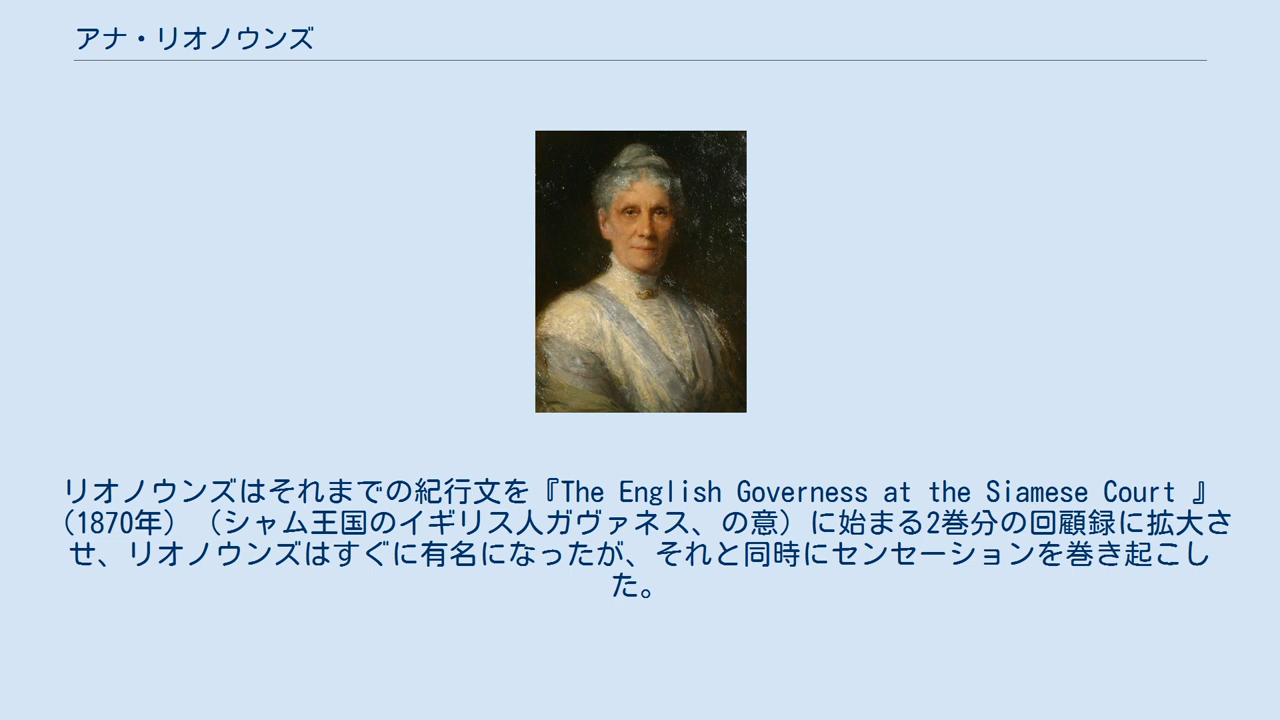 アナ・リオノウンズ
リオノウンズはそれまでの紀行文を『The English Governess at the Siamese Court 』
（1870年）（シャム王国のイギリス人ガヴァネス、の意）に始まる2巻分の回顧録に拡大さ
せ、リオノウンズはすぐに有名になったが、それと同時にセンセーションを巻き起こし
た。